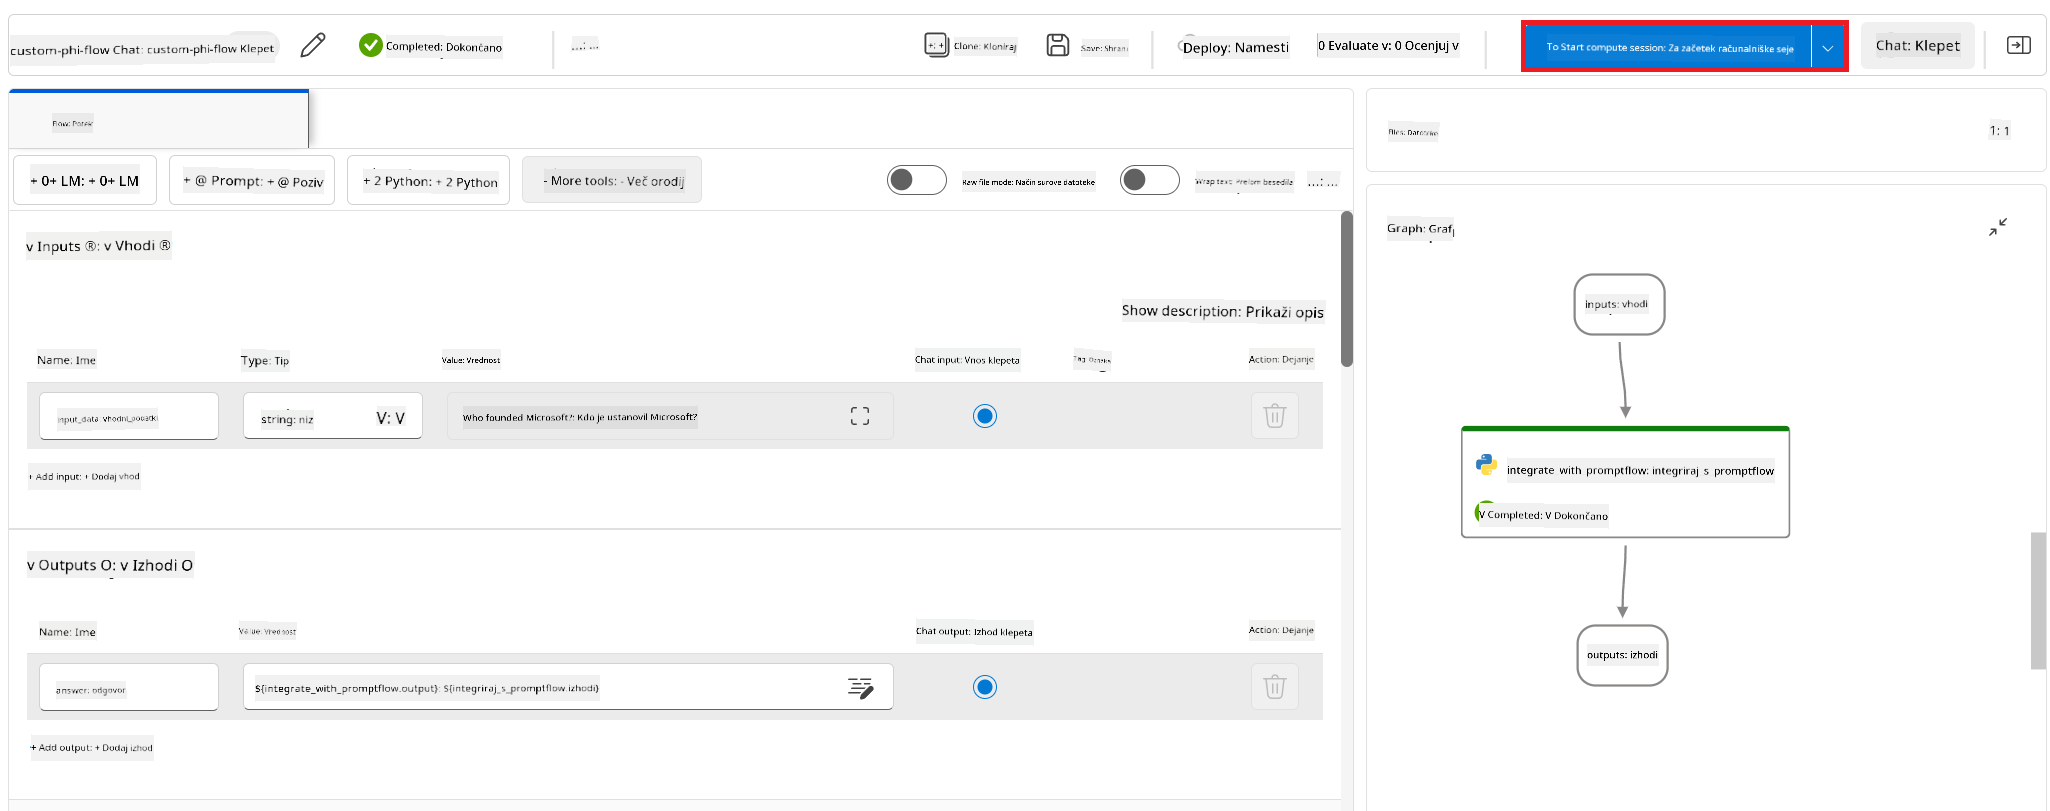 custom-phi-flow Chat: custom-phi-flow Klepet
Completed: Dokončano
...: ...
Clone: Kloniraj
Save: Shrani
Deploy: Namesti
0 Evaluate v: 0 Ocenjuj v
To Start compute session: Za začetek računalniške seje
Chat: Klepet
Flow: Potek
Files: Datoteke
1: 1
+ 0+ LM: + 0+ LM
+ @ Prompt: + @ Poziv
+ 2 Python: + 2 Python
- More tools: - Več orodij
Raw file mode: Način surove datoteke
Wrap text: Prelom besedila
...: ...
v Inputs ®: v Vhodi ®
Graph: Graf
Show description: Prikaži opis
Name: Ime
Type: Tip
Value: Vrednost
Chat input: Vnos klepeta
Tag: Oznaka
Action: Dejanje
input_data: vhodni_podatki
string: niz
V: V
Who founded Microsoft?: Kdo je ustanovil Microsoft?
+ Add input: + Dodaj vhod
inputs: vhodi
integrate_with_promptflow: integriraj_s_promptflow
V Completed: V Dokončano
outputs: izhodi
v Outputs O: v Izhodi O
Name: Ime
Value: Vrednost
Chat output: Izhod klepeta
Action: Dejanje
answer: odgovor
${integrate_with_promptflow.output}: ${integriraj_s_promptflow.izhodi}
+ Add output: + Dodaj izhod